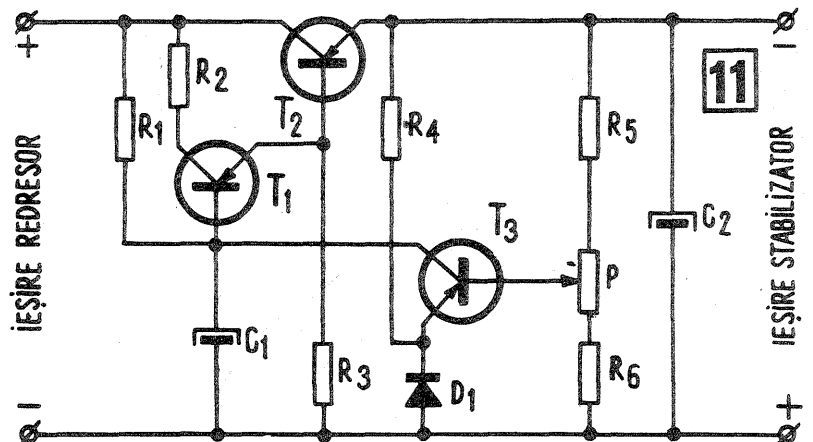 +
R1
R2
T2
T1
R4
11
R5
T3
C2
P
C1
R3
D1
R6
IEȘIRE REDRESOR
IEȘIRE STABILIZATOR
−
−
+